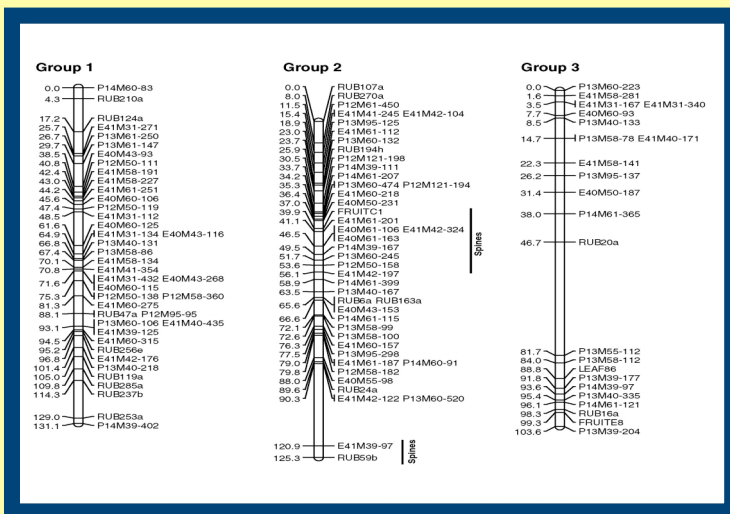 Group 1
0.0 P14M60-83
4.3 RUB210a
17.2 RUB124a
25.7 E41M31-271
26.7 P13M61-250
29.7 P13M61-147
38.5 E40M43-93
40.8 P12M50-111
42.4 E41M58-191
43.0 E41M58-227
44.2 E41M61-251
45.6 E40M60-106
47.4 P12M50-119
48.5 E41M31-112
61.6 E40M60-125
64.9 E41M31-134 E40M43-116
66.8 P13M40-131
67.4 P13M58-86
70.1 E41M58-134
70.8 E41M41-354
71.6 E41M31-432 E40M43-268
E40M60-115
75.3 P12M50-138 P12M58-360
81.3 E41M60-275
88.1 RUB47a P12M95-95
93.1 P13M60-106 E41M40-435
E41M39-125
94.5 E41M60-315
95.2 RUB256e
96.8 E41M42-176
101.4 P13M40-218
105.0 RUB119a
109.8 RUB285a
114.3 RUB237b
129.0 RUB253a
131.1 P14M39-402
Group 2
0.0 RUB107a
8.0 RUB270a
11.5 P12M61-450
15.4 E41M41-245 E41M42-104
18.9 P13M95-125
23.0 E41M61-112
23.7 P13M60-132
25.9 RUB194h
30.5 P12M121-198
33.7 P14M39-111
34.2 P14M61-207
35.3 P13M60-474 P12M121-194
36.4 E41M60-218
37.0 E40M50-231
39.9 FRUITC1
41.1 E41M61-201
46.5 E40M61-106 E41M42-324
E40M61-163
49.5 P14M39-167
51.7 P13M60-245
53.6 P12M50-158
56.1 E41M42-197
58.9 P14M61-399
63.5 P13M40-167
65.6 RUB6a RUB163a
E40M43-153
66.6 P14M61-115
72.1 P13M58-99
72.6 P13M58-100
76.3 E41M60-157
77.5 P13M95-298
79.0 E41M61-187 P14M60-91
79.8 P12M58-182
88.0 E40M55-98
89.6 RUB24a
90.3 E41M42-122 P13M60-520
120.9 E41M39-97
125.3 RUB59b
Spines
Spines
Group 3
0.0 P13M60-223
1.6 E41M58-281
3.5 E41M31-167 E41M31-340
7.7 E40M60-93
8.5 P13M40-133
14.7 P13M58-78 E41M40-171
22.3 E41M58-141
26.2 P13M95-137
31.4 E40M50-187
38.0 P14M61-365
46.7 RUB20a
81.7 P13M55-112
84.0 P13M58-112
88.8 LEAF86
91.8 P13M39-177
93.6 P14M39-97
95.4 P13M40-335
96.1 P14M61-121
98.3 RUB16a
99.3 FRUITE8
103.6 P13M39-204